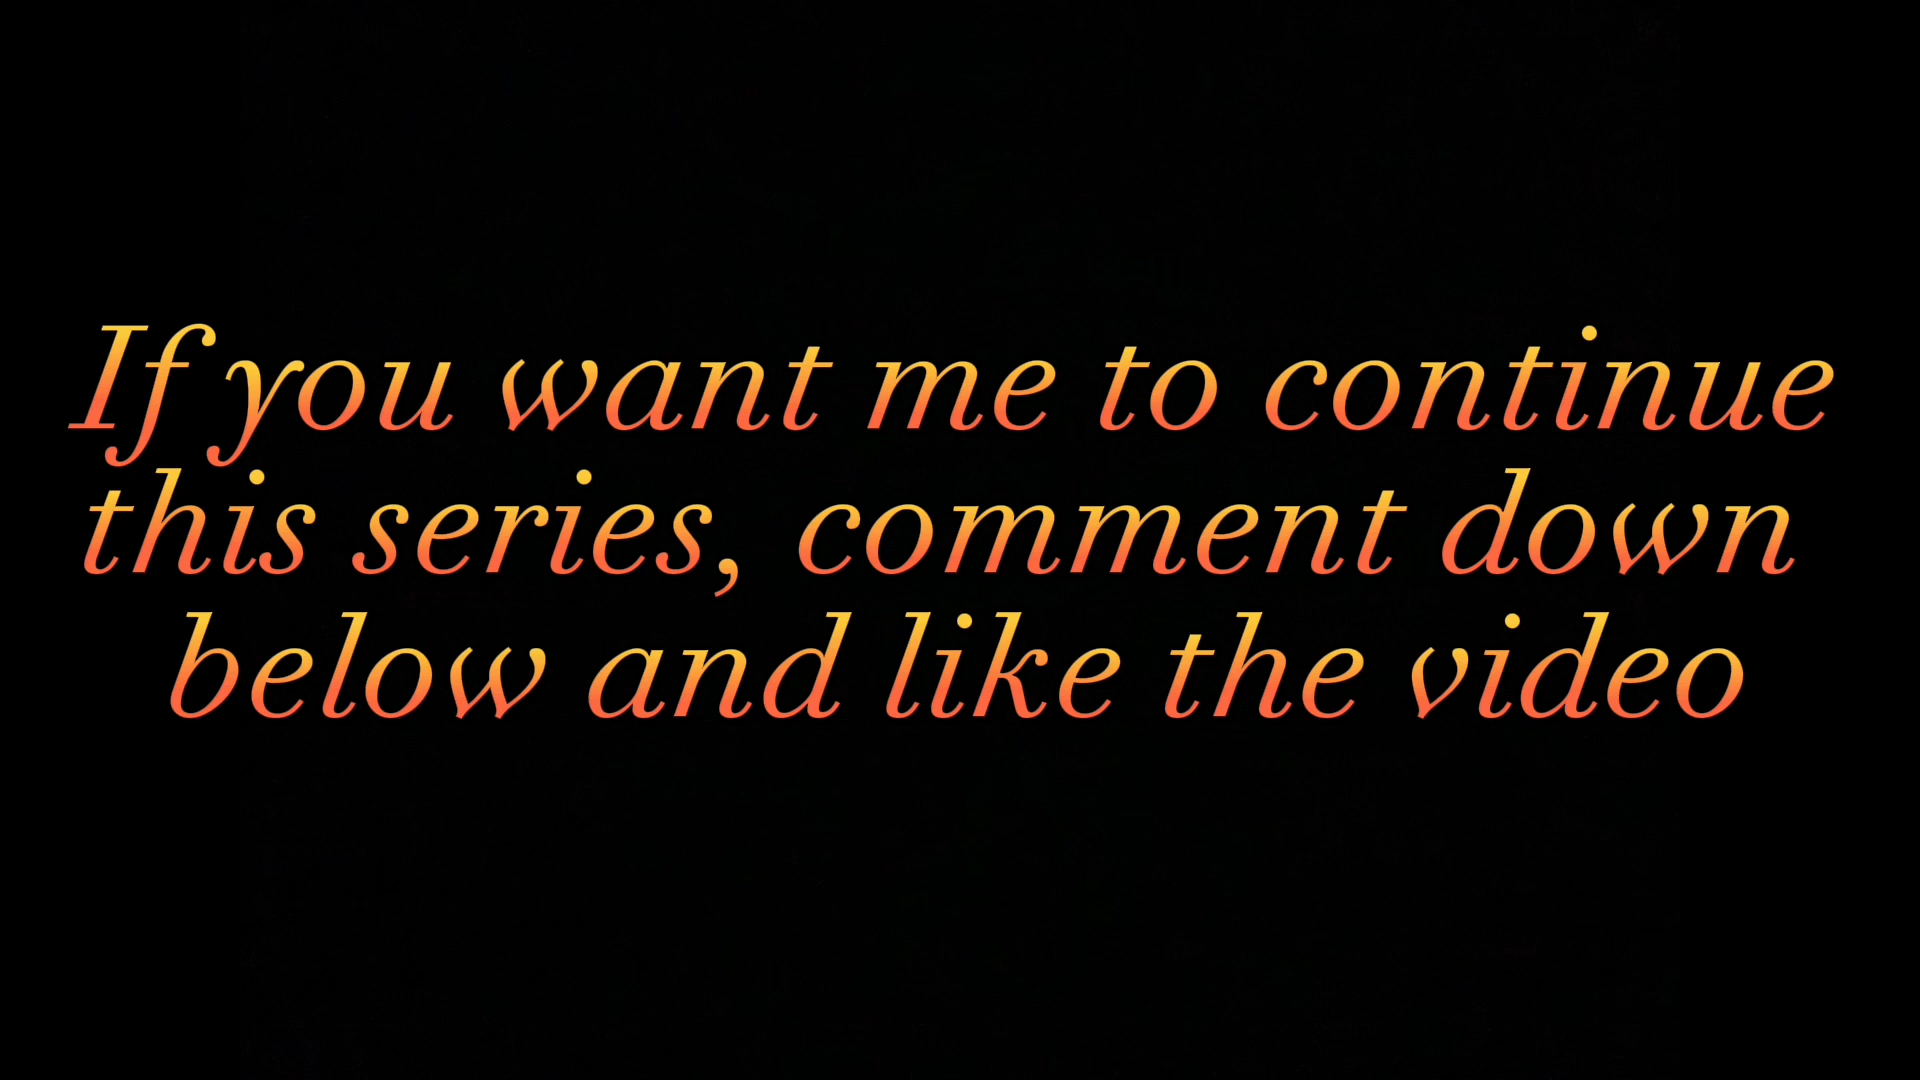 If you want me to continue
this series, comment down
below and like the video